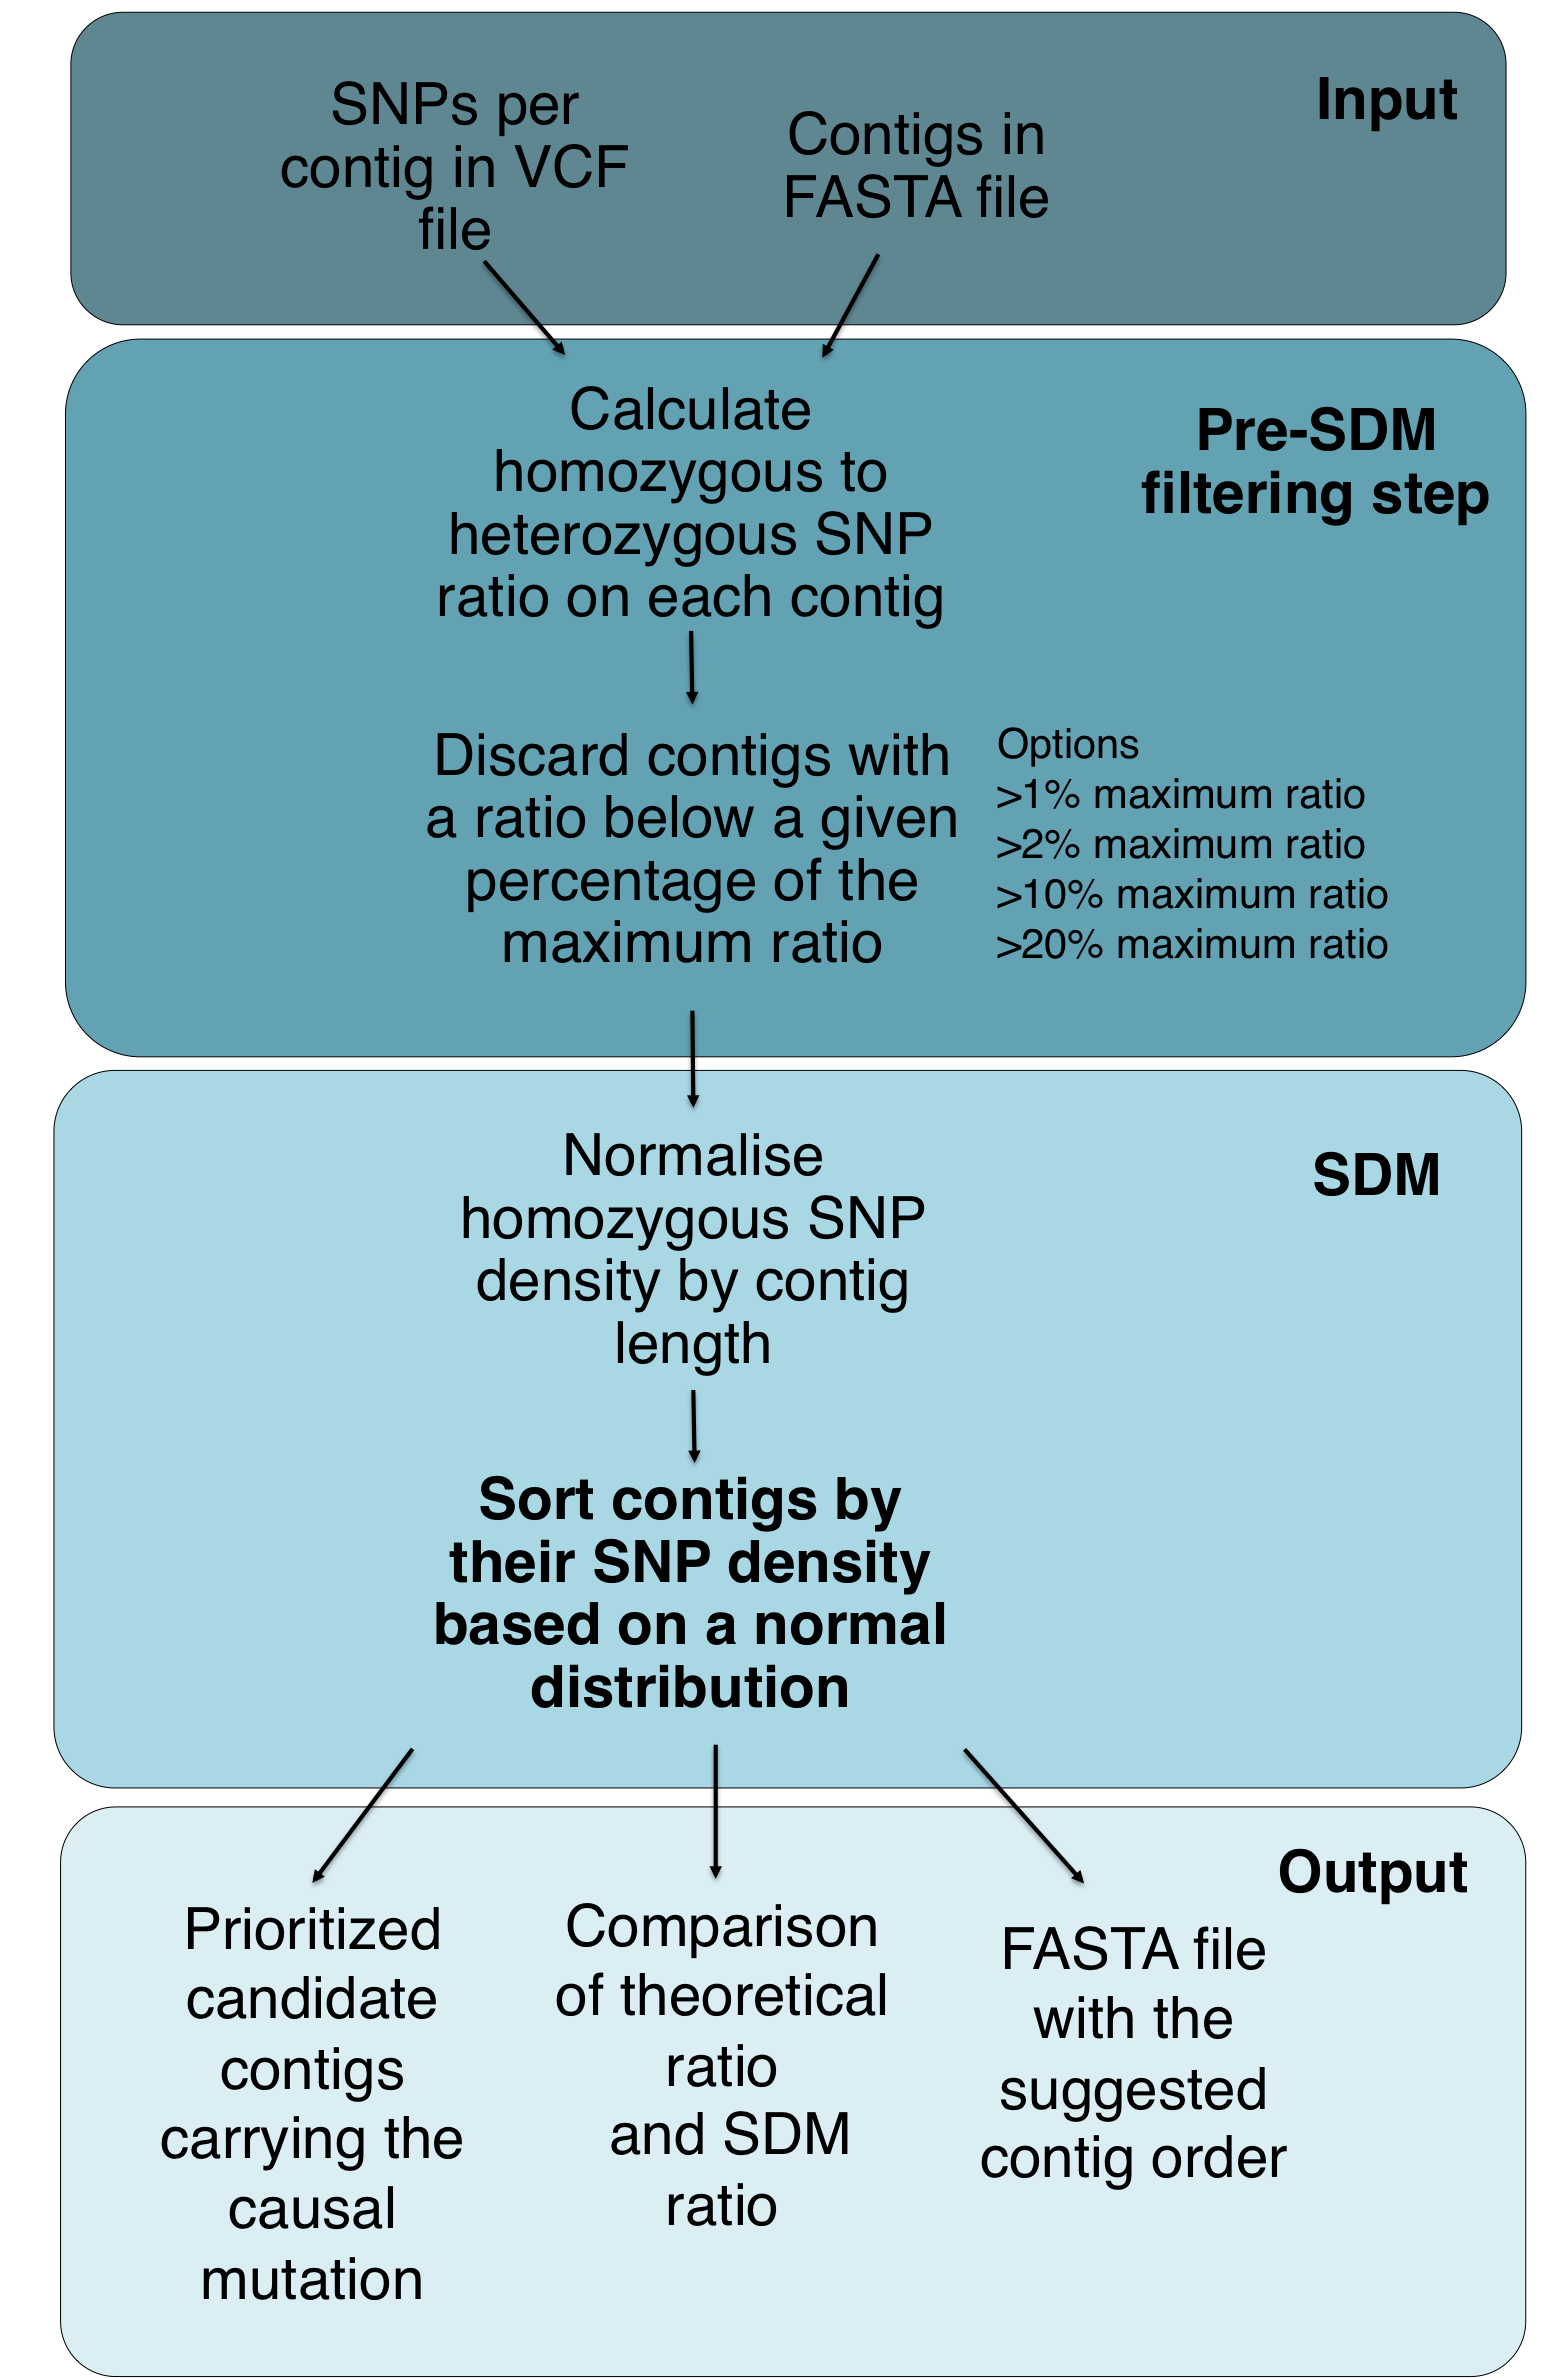 Input
SNPs per
contig in VCF
file
Contigs in
FASTA file
Pre-SDM
filtering step
Calculate
homozygous to
heterozygous SNP
ratio on each contig
Discard contigs with
a ratio below a given
percentage of the
maximum ratio
Options
>1% maximum ratio
>2% maximum ratio
>10% maximum ratio
>20% maximum ratio
SDM
Normalise
homozygous SNP
density by contig
length
Sort contigs by
their SNP density
based on a normal
distribution
Output
Prioritized
candidate
contigs
carrying the
causal
mutation
Comparison
of theoretical
ratio
and SDM
ratio
FASTA file
with the
suggested
contig order